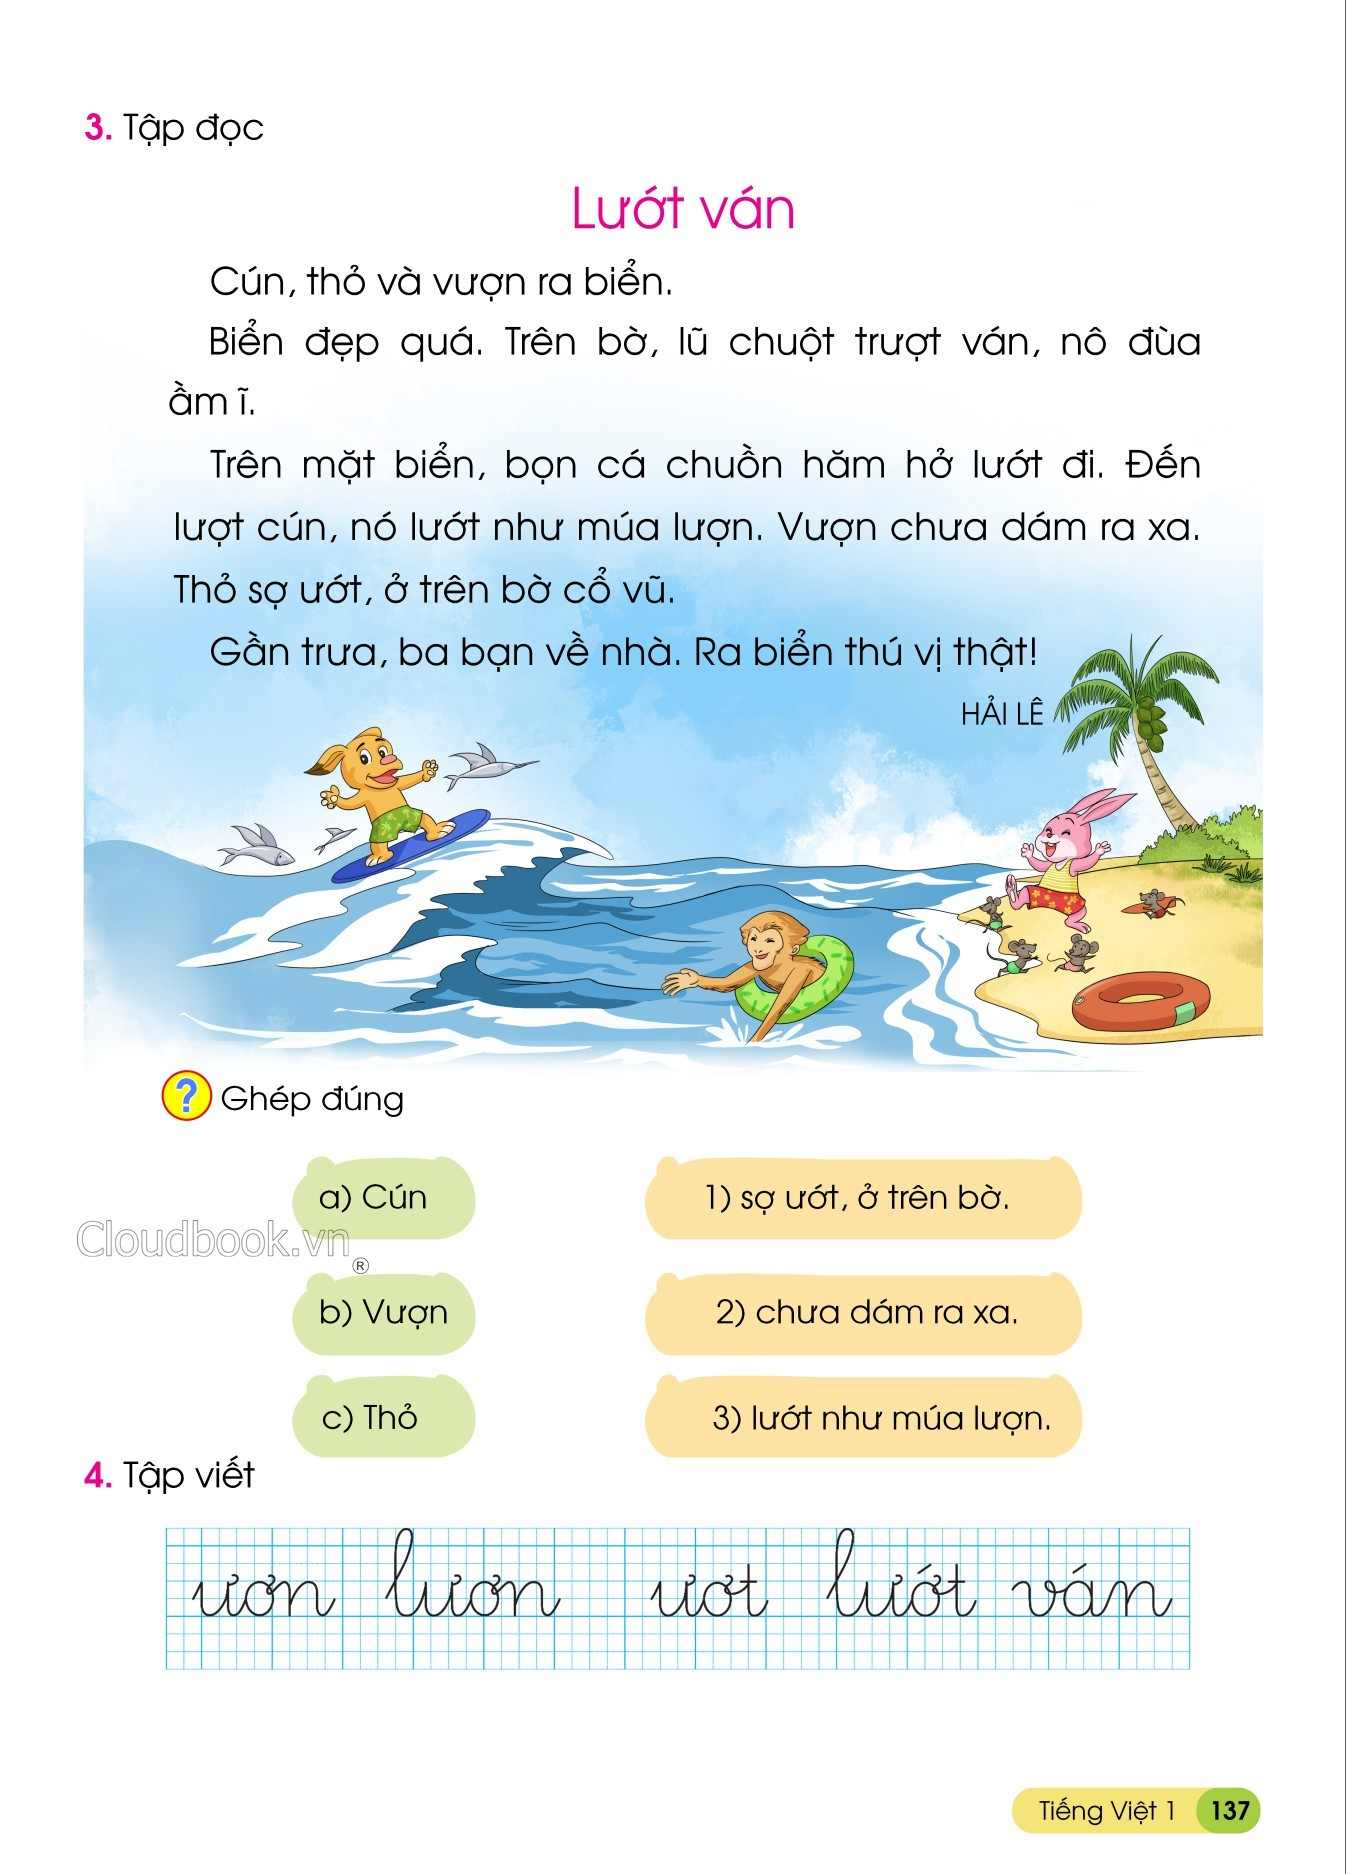 3. Tập đọc
Lướt ván
Cún, thỏ và vượn ra biển.
Biển đẹp quá. Trên bờ, lũ chuột trượt ván, nô đùa
ầm ĩ.
Trên mặt biển, bọn cá chuồn hăm hở lướt đi. Đến
lượt cún, nó lướt như múa lượn. Vượn chưa dám ra xa.
Thỏ sợ ướt, ở trên bờ cổ vũ.
Gần trưa, ba bạn về nhà. Ra biển thú vị thật!
HẢI LÊ
? Ghép đúng
a) Cún
1) sợ ướt, ở trên bờ.
Cloudbook.vn ®
b) Vượn
2) chưa dám ra xa.
c) Thỏ
3) lướt như múa lượn.
4. Tập viết
ươn lươn ươt lướt ván
Tiếng Việt 1 137